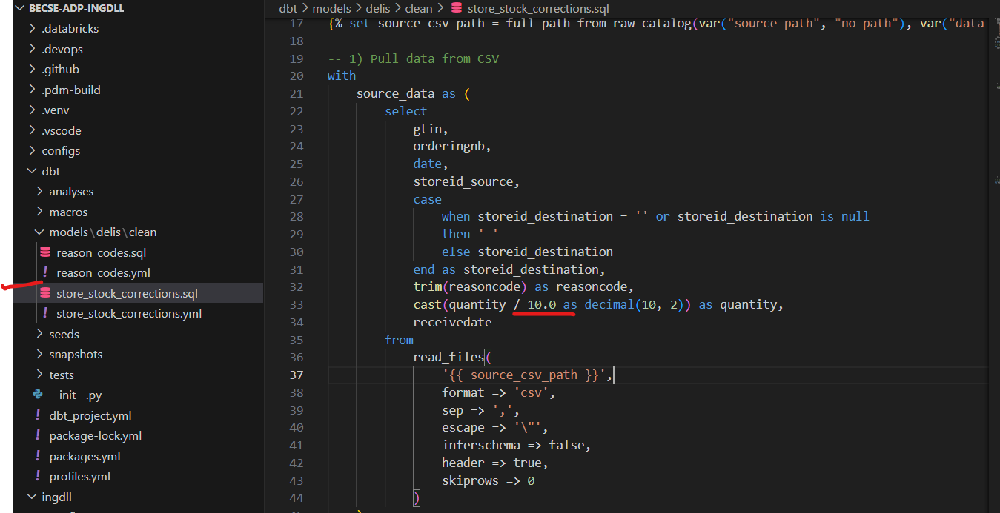 BECSE-ADP-INGDLL
.databricks
.devops
.github
.pdm-build
.venv
.vscode
configs
dbt
analyses
macros
models\delis\clean
reason_codes.sql
! reason_codes.yml
store_stock_corrections.sql
! store_stock_corrections.yml
seeds
snapshots
tests
__init__.py
! dbt_project.yml
! package-lock.yml
! packages.yml
! profiles.yml
ingdll
dbt > models > delis > clean > store_stock_corrections.sql
17 {% set source_csv_path = full_path_from_raw_catalog(var("source_path", "no_path"), var("data_
18
19 -- 1) Pull data from CSV
20 with
21 source_data as (
22 select
23 gtin,
24 orderingnb,
25 date,
26 storeid_source,
27 case
28 when storeid_destination = '' or storeid_destination is null
29 then ' '
30 else storeid_destination
31 end as storeid_destination,
32 trim(reasoncode) as reasoncode,
33 cast(quantity / 10.0 as decimal(10, 2)) as quantity,
34 receivedate
35 from
36 read_files(
37 '{{ source_csv_path }}',
38 format => 'csv',
39 sep => ',',
40 escape => '\"',
41 inferschema => false,
42 header => true,
43 skiprows => 0
44 )